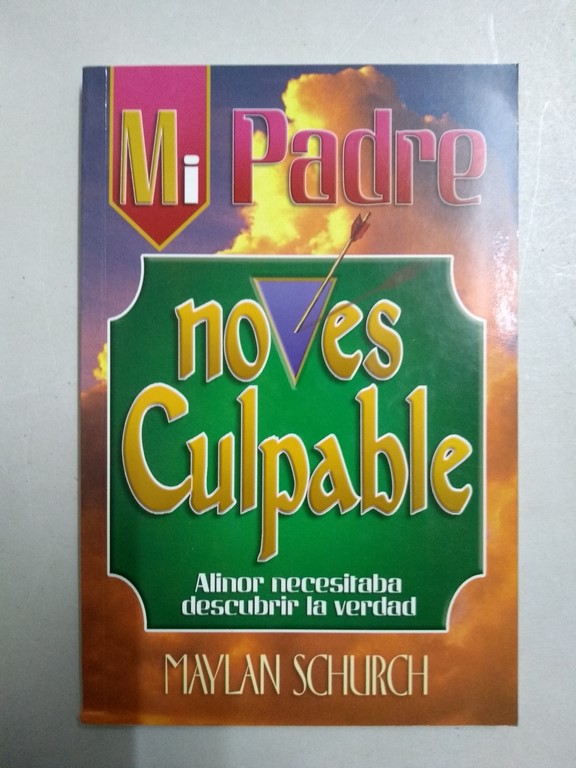 Mi Padre
no es
Culpable
Alinor necesitaba
descubrir la verdad
MAYLAN SCHURCH